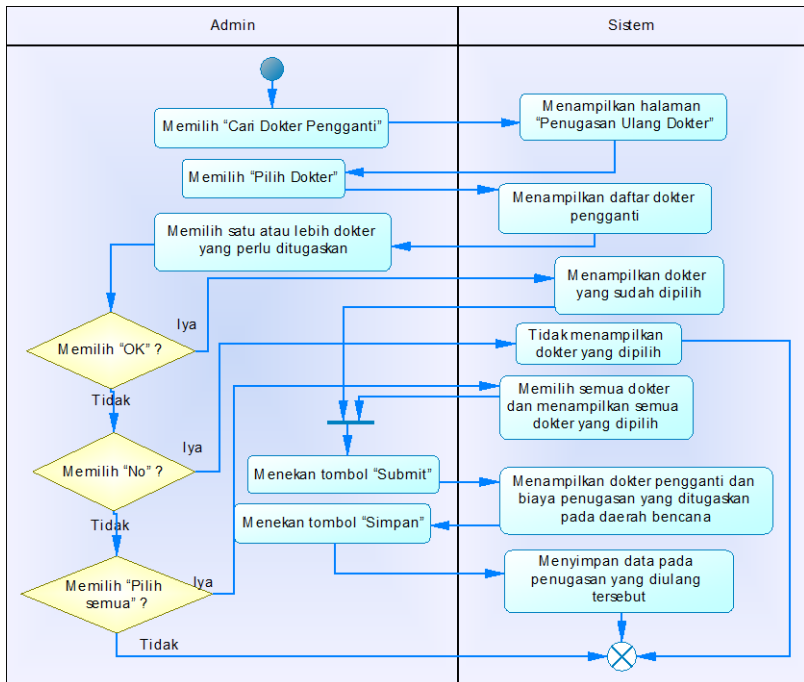 Admin
Sistem
Memilih “Cari Dokter Pengganti”
Menampilkan halaman
“Penugasan Ulang Dokter”
Memilih “Pilih Dokter”
Menampilkan daftar dokter
pengganti
Memilih satu atau lebih dokter
yang perlu ditugaskan
Menampilkan dokter
yang sudah dipilih
Iya
Memilih “OK” ?
Tidak menampilkan
dokter yang dipilih
Tidak
Memilih semua dokter
dan menampilkan semua
dokter yang dipilih
Iya
Memilih “No” ?
Menekan tombol “Submit”
Menampilkan dokter pengganti dan
biaya penugasan yang ditugaskan
pada daerah bencana
Tidak
Menekan tombol “Simpan”
Menyimpan data pada
penugasan yang diulang
tersebut
Iya
Memilih “Pilih
semua” ?
Tidak